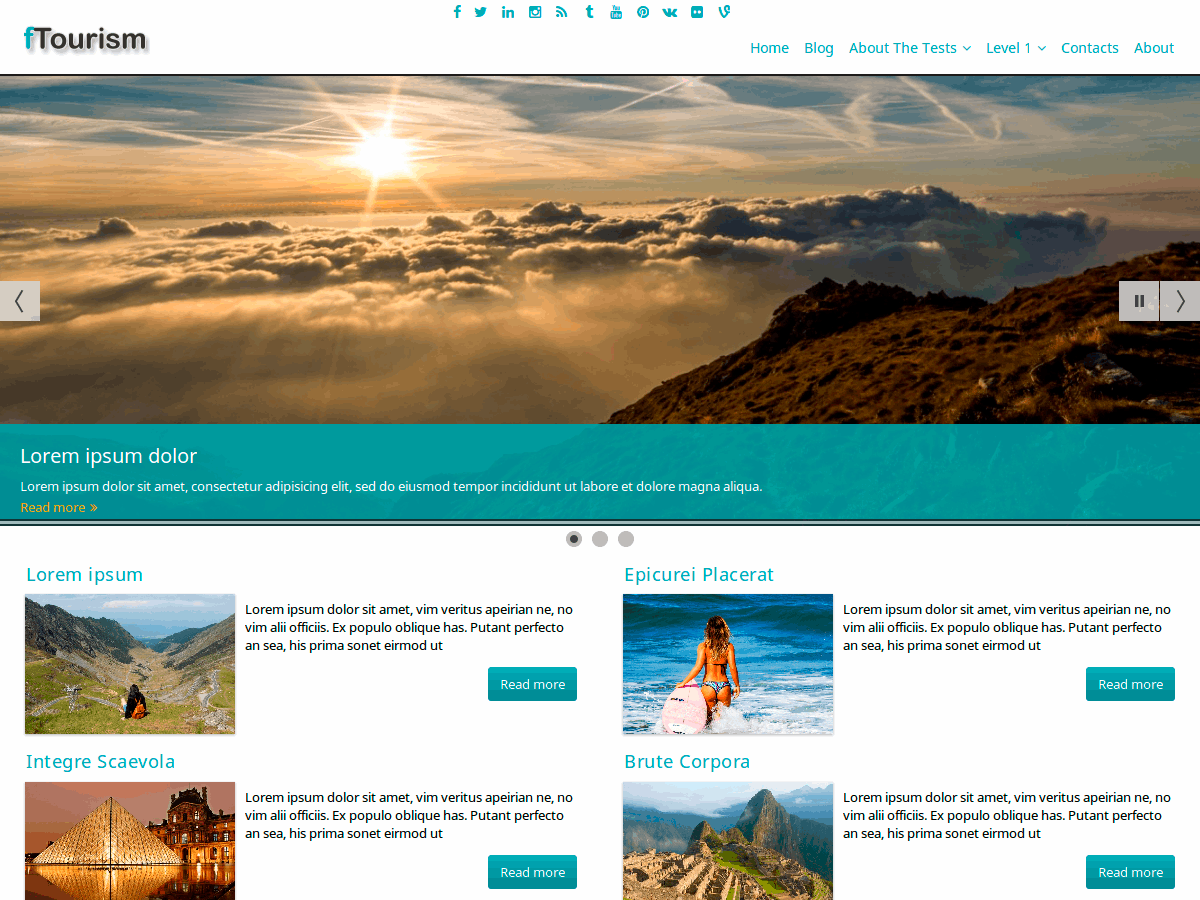 fTourism
Home Blog About The Tests Level 1 Contacts About
Lorem ipsum dolor
Lorem ipsum dolor sit amet, consectetur adipisicing elit, sed do eiusmod tempor incididunt ut labore et dolore magna aliqua.
Read more »
Lorem ipsum
Lorem ipsum dolor sit amet, vim veritus apeirian ne, no
vim alii officiis. Ex populo oblique has. Putant perfecto
an sea, his prima sonet eirmod ut
Read more
Epicurei Placerat
Lorem ipsum dolor sit amet, vim veritus apeirian ne, no
vim alii officiis. Ex populo oblique has. Putant perfecto
an sea, his prima sonet eirmod ut
Read more
Integre Scaevola
Lorem ipsum dolor sit amet, vim veritus apeirian ne, no
vim alii officiis. Ex populo oblique has. Putant perfecto
an sea, his prima sonet eirmod ut
Read more
Brute Corpora
Lorem ipsum dolor sit amet, vim veritus apeirian ne, no
vim alii officiis. Ex populo oblique has. Putant perfecto
an sea, his prima sonet eirmod ut
Read more